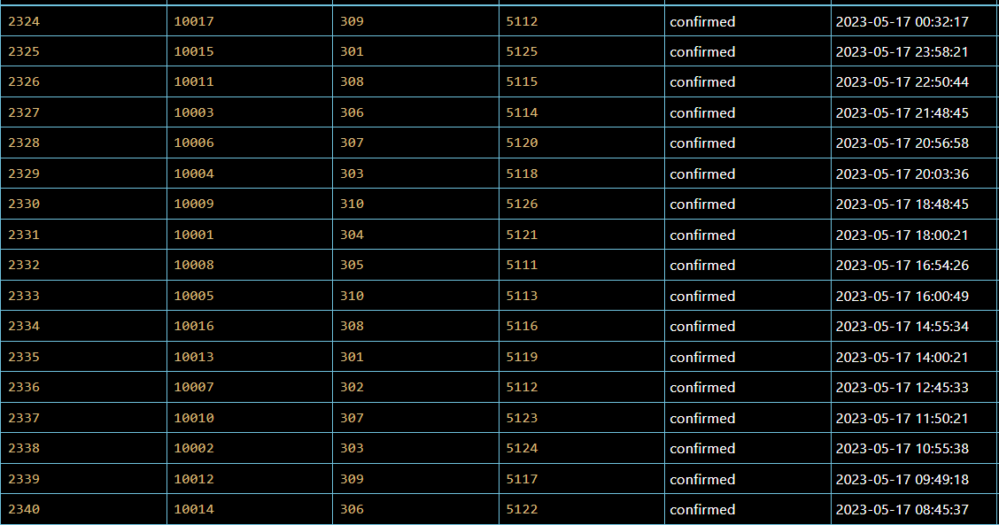 2324 10017 309 5112 confirmed 2023-05-17 00:32:17
2325 10015 301 5125 confirmed 2023-05-17 23:58:21
2326 10011 308 5115 confirmed 2023-05-17 22:50:44
2327 10003 306 5114 confirmed 2023-05-17 21:48:45
2328 10006 307 5120 confirmed 2023-05-17 20:56:58
2329 10004 303 5118 confirmed 2023-05-17 20:03:36
2330 10009 310 5126 confirmed 2023-05-17 18:48:45
2331 10001 304 5121 confirmed 2023-05-17 18:00:21
2332 10008 305 5111 confirmed 2023-05-17 16:54:26
2333 10005 310 5113 confirmed 2023-05-17 16:00:49
2334 10016 308 5116 confirmed 2023-05-17 14:55:34
2335 10013 301 5119 confirmed 2023-05-17 14:00:21
2336 10007 302 5112 confirmed 2023-05-17 12:45:33
2337 10010 307 5123 confirmed 2023-05-17 11:50:21
2338 10002 303 5124 confirmed 2023-05-17 10:55:38
2339 10012 309 5117 confirmed 2023-05-17 09:49:18
2340 10014 306 5122 confirmed 2023-05-17 08:45:37